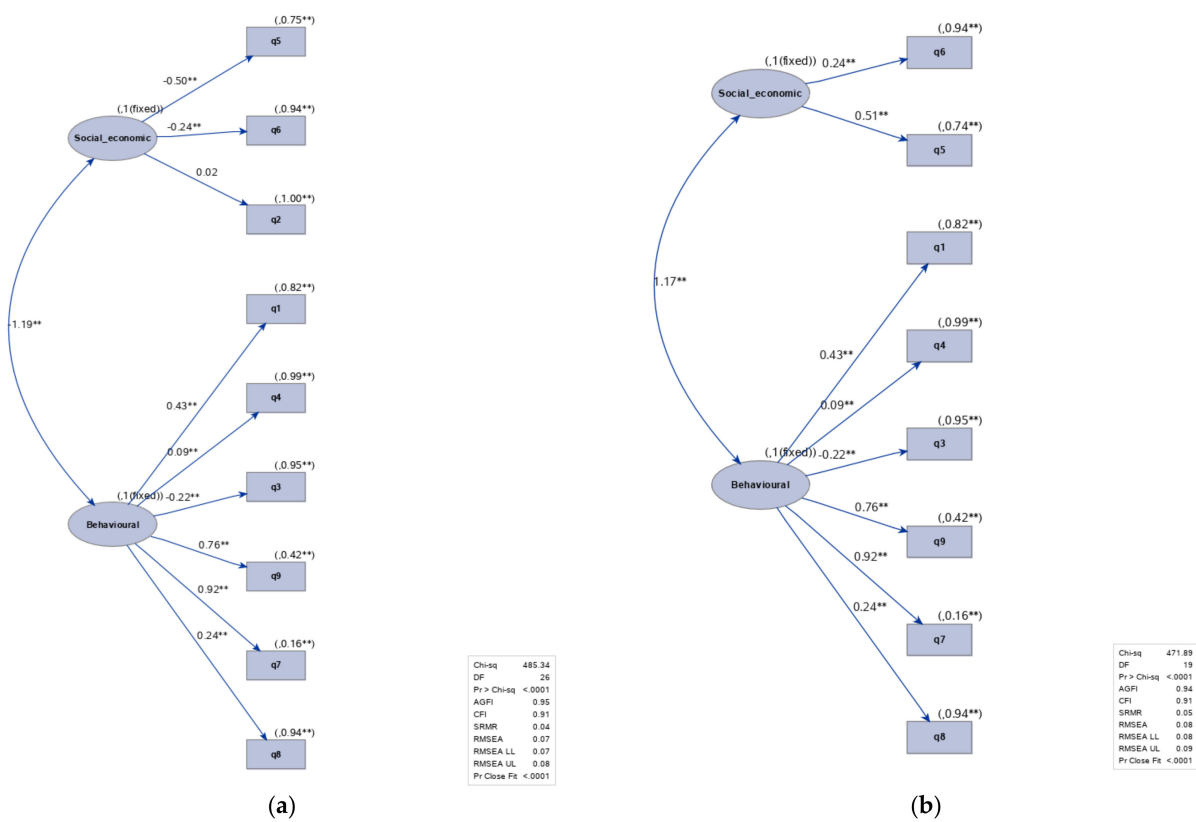 (,0.75**)
q5
-0.50**
(,1(fixed))
(,0.94**)
-0.24**
q6
Social_economic
0.02
(,1.00**)
q2
(,0.82**)
q1
-1.19**
(,0.99**)
q4
0.43**
0.09**
(,0.95**)
(,1(fixed))
-0.22**
q3
Behavioural
0.76**
(,0.42**)
q9
0.92**
(,0.16**)
0.24**
q7
(,0.94**)
q8
Chi-sq 485.34
DF 26
Pr > Chi-sq <.0001
AGFI 0.95
CFI 0.91
SRMR 0.04
RMSEA 0.07
RMSEA LL 0.07
RMSEA UL 0.08
Pr Close Fit <.0001
(a)
(,0.94**)
q6
(,1(fixed))
0.24**
Social_economic
0.51**
(,0.74**)
q5
(,0.82**)
q1
1.17**
(,0.99**)
q4
0.43**
0.09**
(,0.95**)
(,1(fixed))
-0.22**
q3
Behavioural
0.76**
(,0.42**)
q9
0.92**
(,0.16**)
0.24**
q7
(,0.94**)
q8
Chi-sq 471.89
DF 19
Pr > Chi-sq <.0001
AGFI 0.94
CFI 0.91
SRMR 0.05
RMSEA 0.08
RMSEA LL 0.08
RMSEA UL 0.09
Pr Close Fit <.0001
(b)